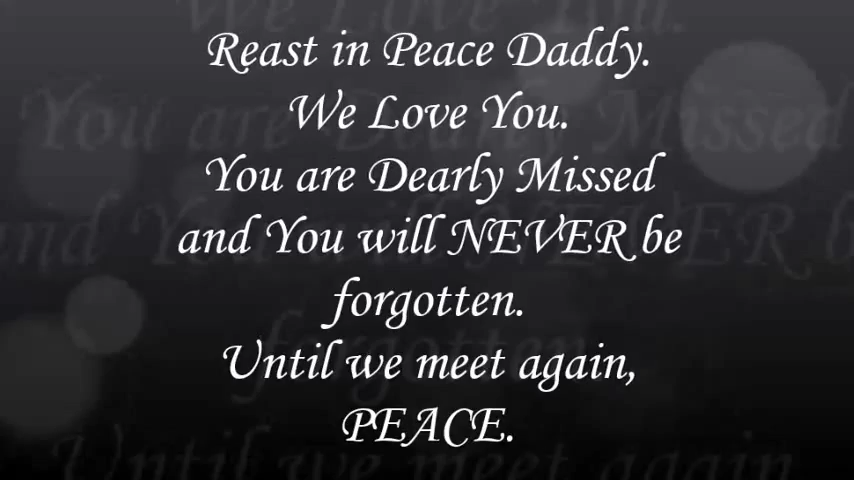 Reast in Peace Daddy.
We Love You.
You are Dearly Missed
and You will NEVER be
forgotten.
Until we meet again,
PEACE.